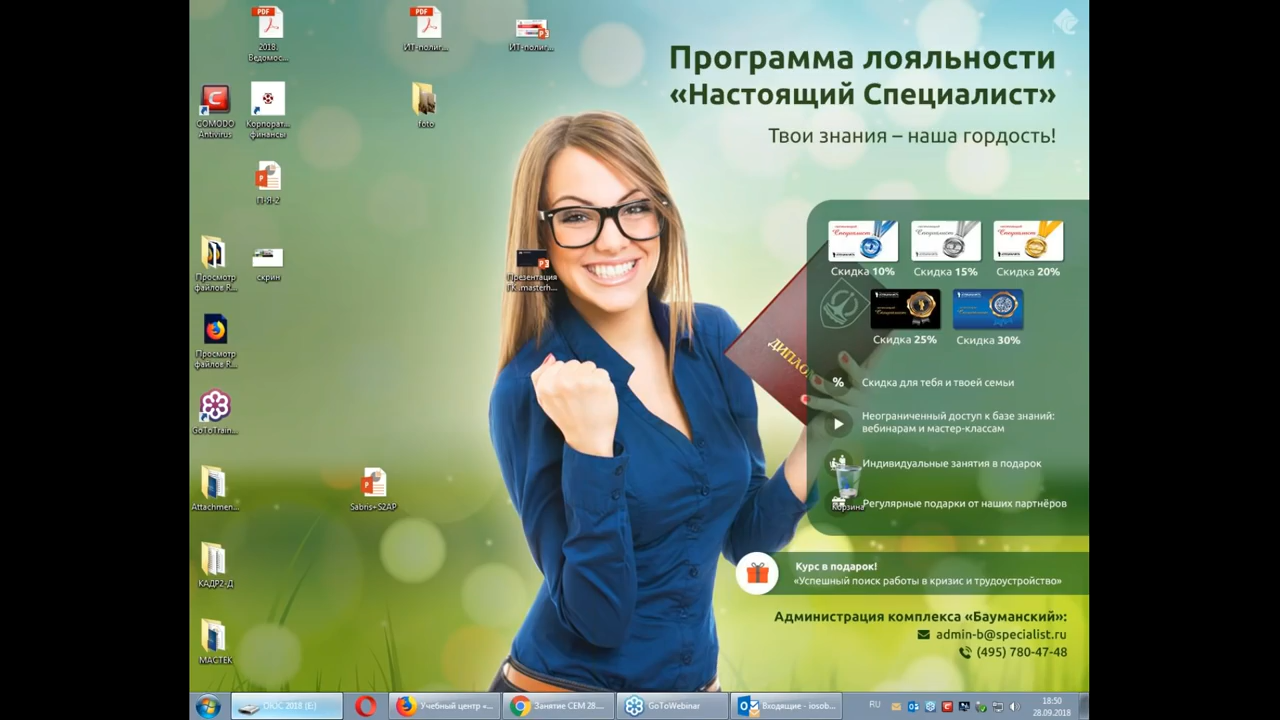 Программа лояльности
«Настоящий Специалист»
Твои знания – наша гордость!
Скидка 10%
Скидка 15%
Скидка 20%
Скидка 25%
Скидка 30%
% Скидка для тебя и твоей семьи
Неограниченный доступ к базе знаний:
вебинарам и мастер-классам
Индивидуальные занятия в подарок
Регулярные подарки от наших партнёров
Курс в подарок!
«Успешный поиск работы в кризис и трудоустройство»
Администрация комплекса «Бауманский»:
admin-b@specialist.ru
(495) 780-47-48
2018.
Ведомос...
ИТ-полиг...
ИТ-полиг...
COMODO
Antivirus
Корпорат...
финансы
foto
П-Я-2
Просмотр
файлов R...
скрин
Презентация
ГК .masterh...
Просмотр
файлов R...
GoToTrain...
Attachmen...
Sabris+S2AP
КАДР2-Д
МАСТЕК
Корзина
ДИПЛО
2018 (E:)
Учебный центр «...
Занятие СЕМ 28....
GoToWebinar
Входящие - iosob...
RU
18:50
28.09.2018